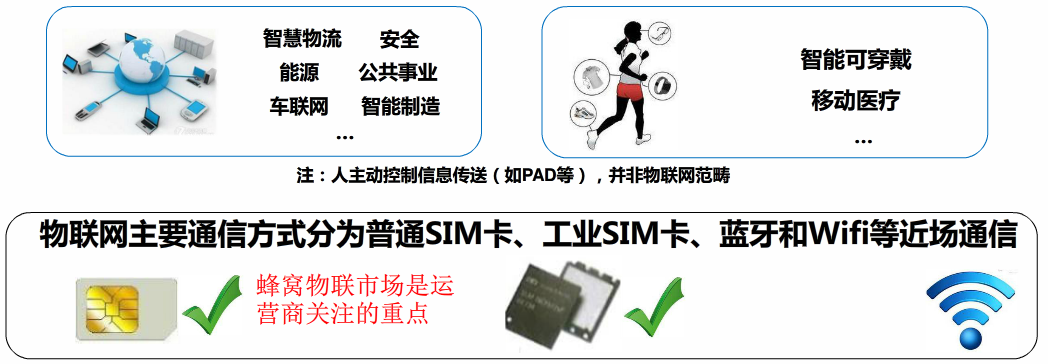 智慧物流 安全
能源 公共事业
车联网 智能制造
...
智能可穿戴
移动医疗
...
注：人主动控制信息传送（如PAD等），并非物联网范畴
物联网主要通信方式分为普通SIM卡、工业SIM卡、蓝牙和Wifi等近场通信
蜂窝物联市场是运
营商关注的重点